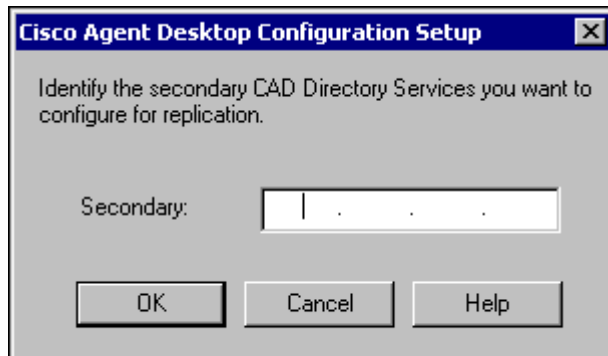 Cisco Agent Desktop Configuration Setup
Identify the secondary CAD Directory Services you want to
configure for replication.
Secondary:
. . .
OK Cancel Help